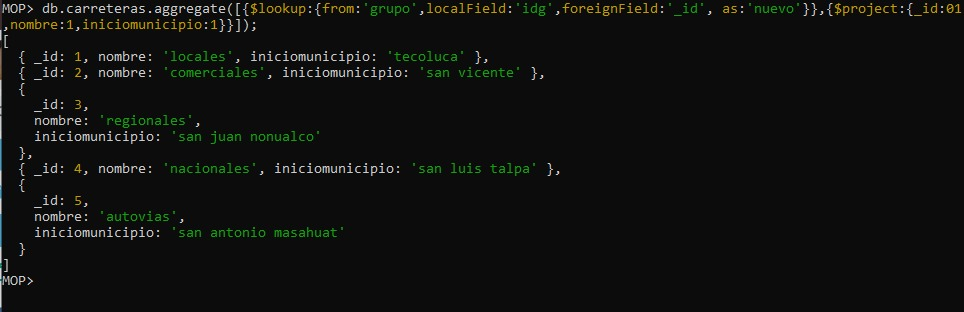 MOP> db.carreteras.aggregate([{$lookup:{from:'grupo',localField:'idg',foreignField:'_id', as:'nuevo'}},{$project:{_id:01
,nombre:1,iniciomunicipio:1}}]);
[
  { _id: 1, nombre: 'locales', iniciomunicipio: 'tecoluca' },
  { _id: 2, nombre: 'comerciales', iniciomunicipio: 'san vicente' },
  {
    _id: 3,
    nombre: 'regionales',
    iniciomunicipio: 'san juan nonualco'
  },
  { _id: 4, nombre: 'nacionales', iniciomunicipio: 'san luis talpa' },
  {
    _id: 5,
    nombre: 'autovias',
    iniciomunicipio: 'san antonio masahuat'
  }
]
MOP>